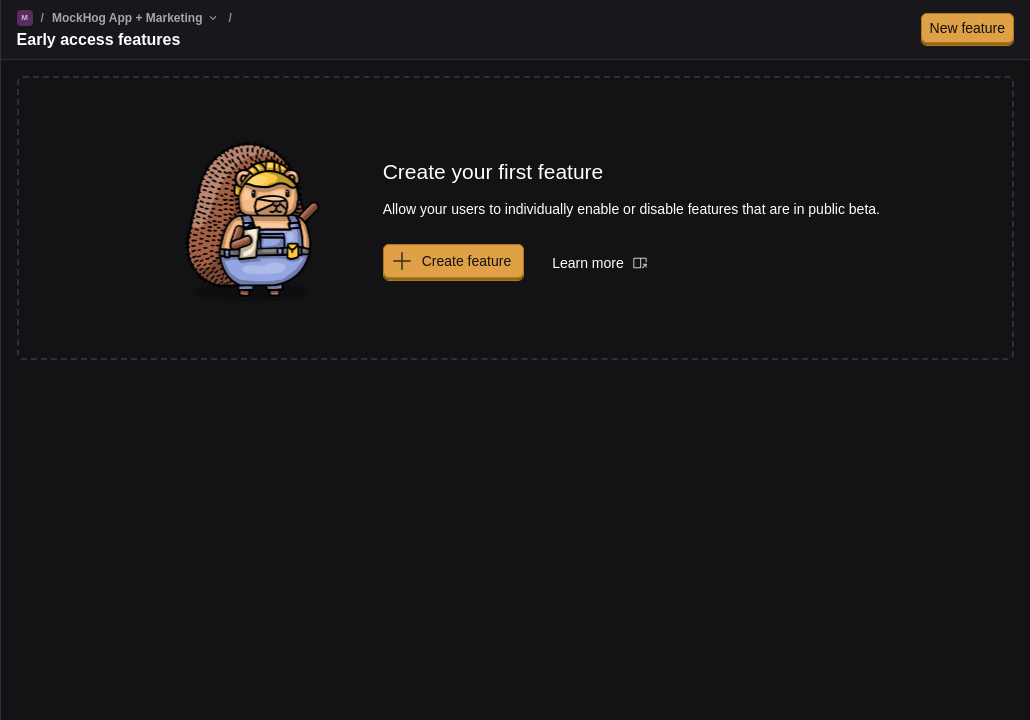 M / MockHog App + Marketing /
Early access features
New feature
Create your first feature
Allow your users to individually enable or disable features that are in public beta.
Create feature
Learn more